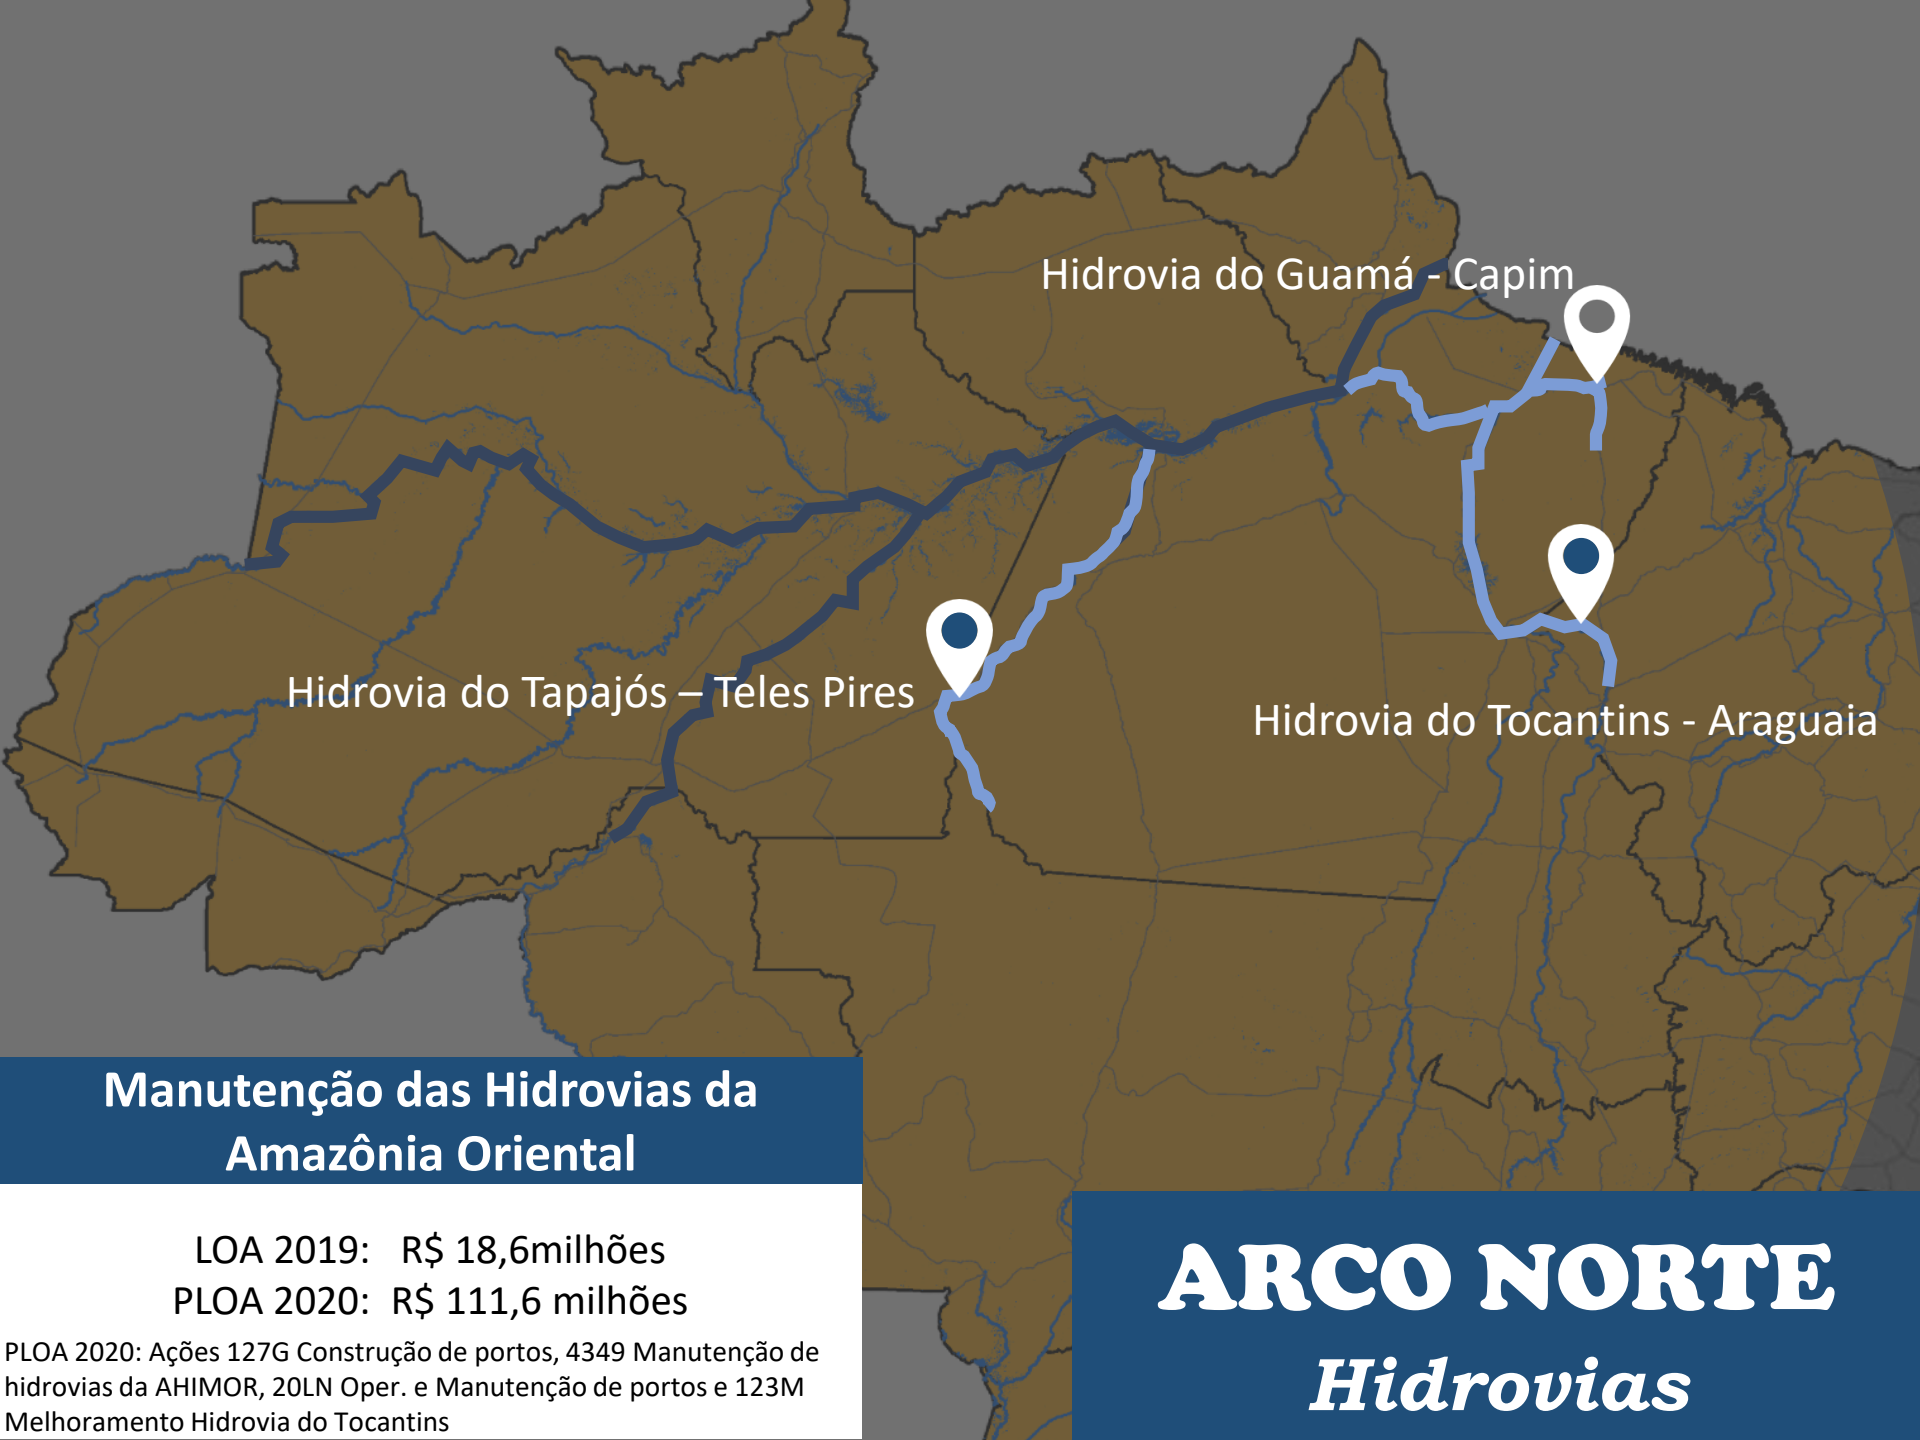 Hidrovia do Guamá - Capim
Hidrovia do Tapajós – Teles Pires
Hidrovia do Tocantins - Araguaia
Manutenção das Hidrovias da
Amazônia Oriental
LOA 2019: R$ 18,6milhões
PLOA 2020: R$ 111,6 milhões
PLOA 2020: Ações 127G Construção de portos, 4349 Manutenção de
hidrovias da AHIMOR, 20LN Oper. e Manutenção de portos e 123M
Melhoramento Hidrovia do Tocantins
ARCO NORTE
Hidrovias